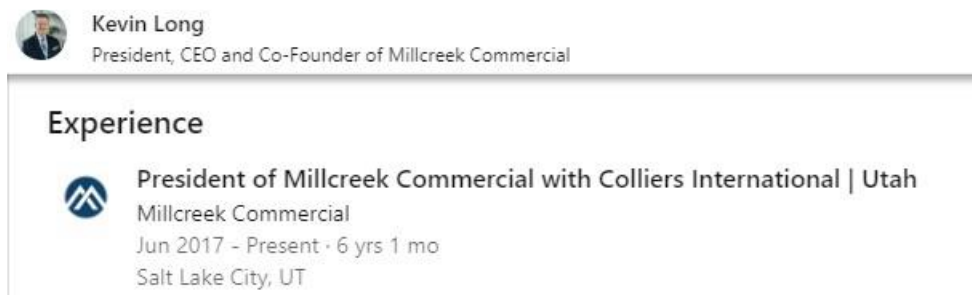 Kevin Long
President, CEO and Co-Founder of Millcreek Commercial
Experience
President of Millcreek Commercial with Colliers International | Utah
Millcreek Commercial
Jun 2017 - Present · 6 yrs 1 mo
Salt Lake City, UT